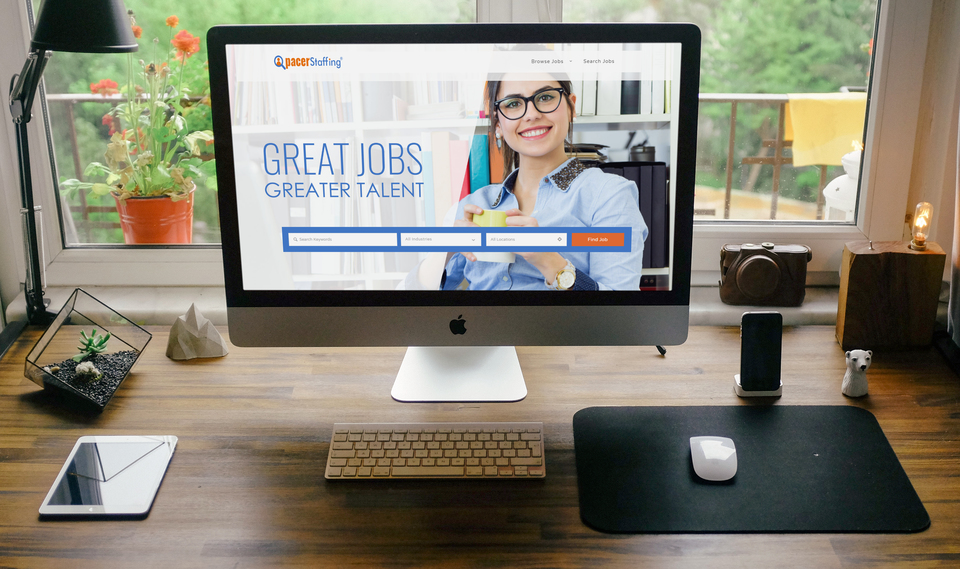 pacerStaffing
Browse Jobs
Search Jobs
GREAT JOBS
GREATER TALENT
Search Keywords
All Industries
All Locations
Find Job